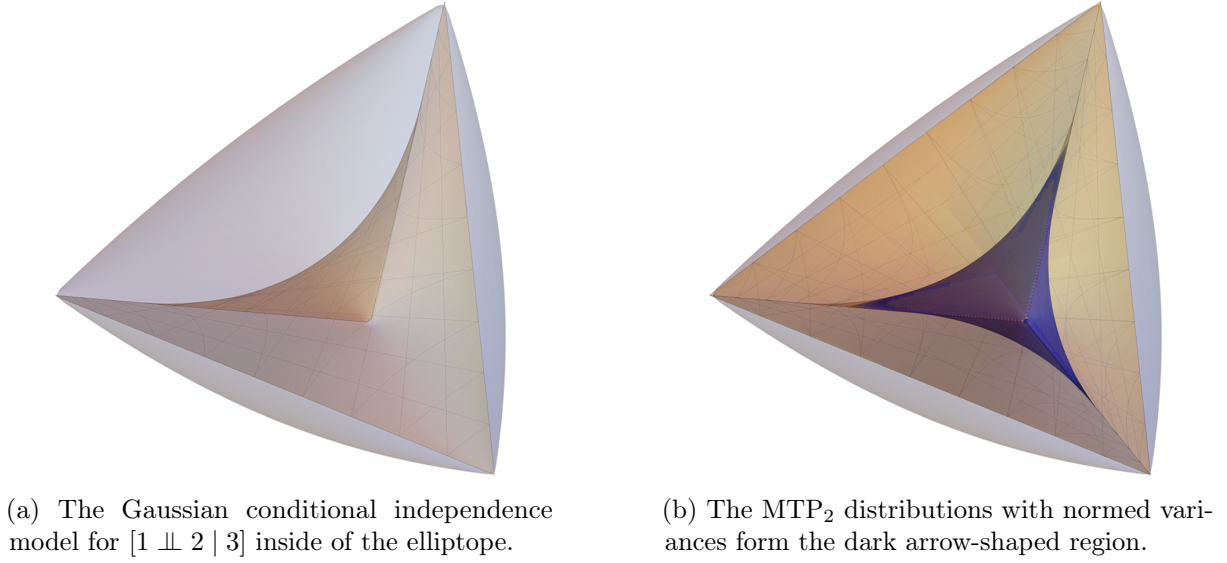 (a) The Gaussian conditional independence
model for [1 ⫫ 2 | 3] inside of the elliptope.
(b) The MTP₂ distributions with normed vari-
ances form the dark arrow-shaped region.